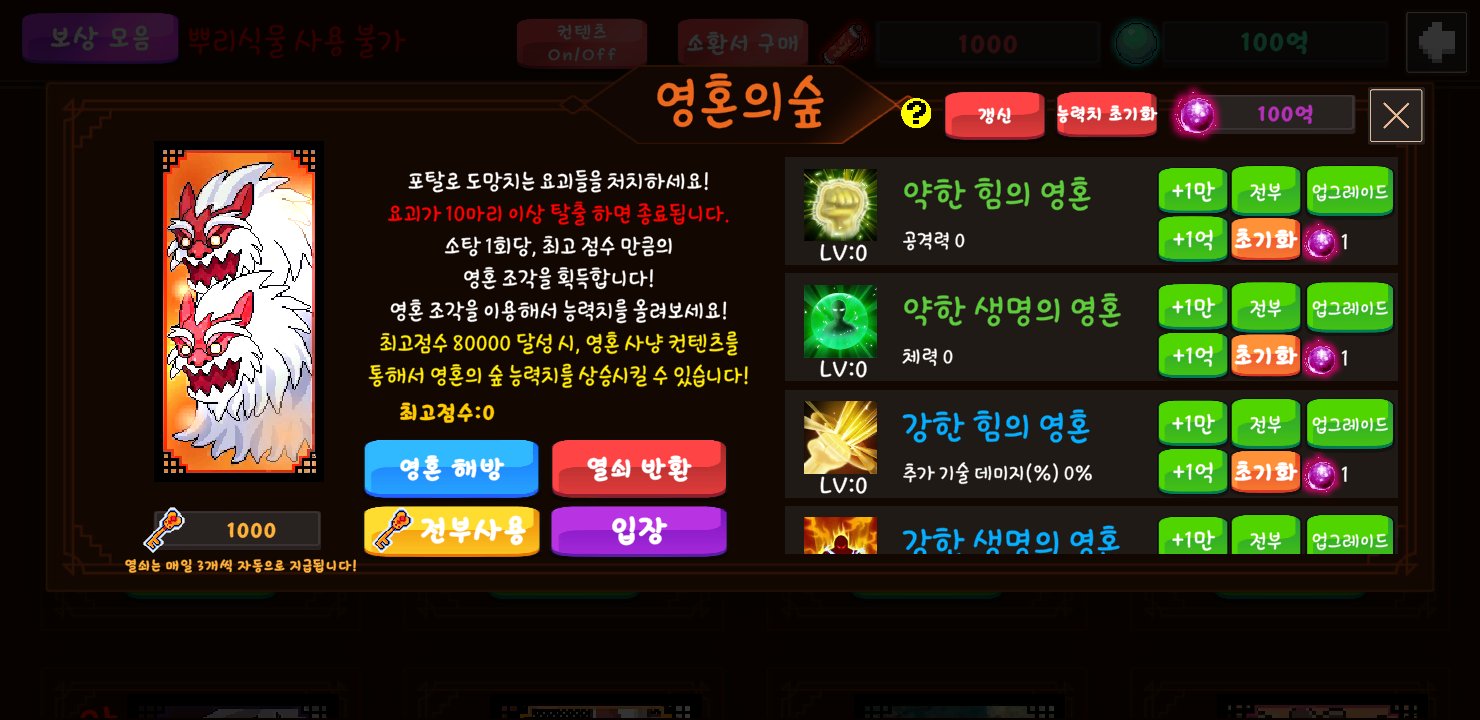 보상 모음
뿌리식물 사용 불가
컨텐츠
On/Off
소환서 구매
1000
100억
영혼의숲
?
갱신
능력치 초기화
100억
포탈로 도망치는 요괴들을 처치하세요!
요괴가 10마리 이상 탈출 하면 종료됩니다.
소탕 1회당, 최고 점수 만큼의
영혼 조각을 획득합니다!
영혼 조각을 이용해서 능력치를 올려보세요!
최고점수 80000 달성 시, 영혼 사냥 컨텐츠를
통해서 영혼의 숲 능력치를 상승시킬 수 있습니다!
최고점수:0
영혼 해방
열쇠 반환
전부사용
입장
1000
열쇠는 매일 3개씩 자동으로 지급됩니다!
약한 힘의 영혼
공격력 0
LV:0
+1만
전부
업그레이드
+1억
초기화
1
약한 생명의 영혼
체력 0
LV:0
+1만
전부
업그레이드
+1억
초기화
1
강한 힘의 영혼
추가 기술 데미지(%) 0%
LV:0
+1만
전부
업그레이드
+1억
초기화
1
강한 생명의 영혼
+1만
전부
업그레이드